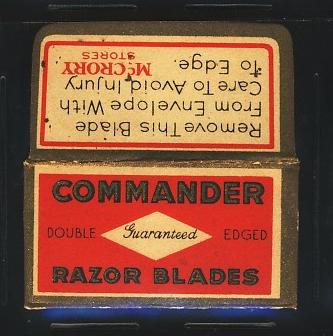 Remove This Blade
From Envelope With
Care To Avoid Injury
To Edge.
McCRORY
STORES
COMMANDER
DOUBLE Guaranteed EDGED
RAZOR BLADES